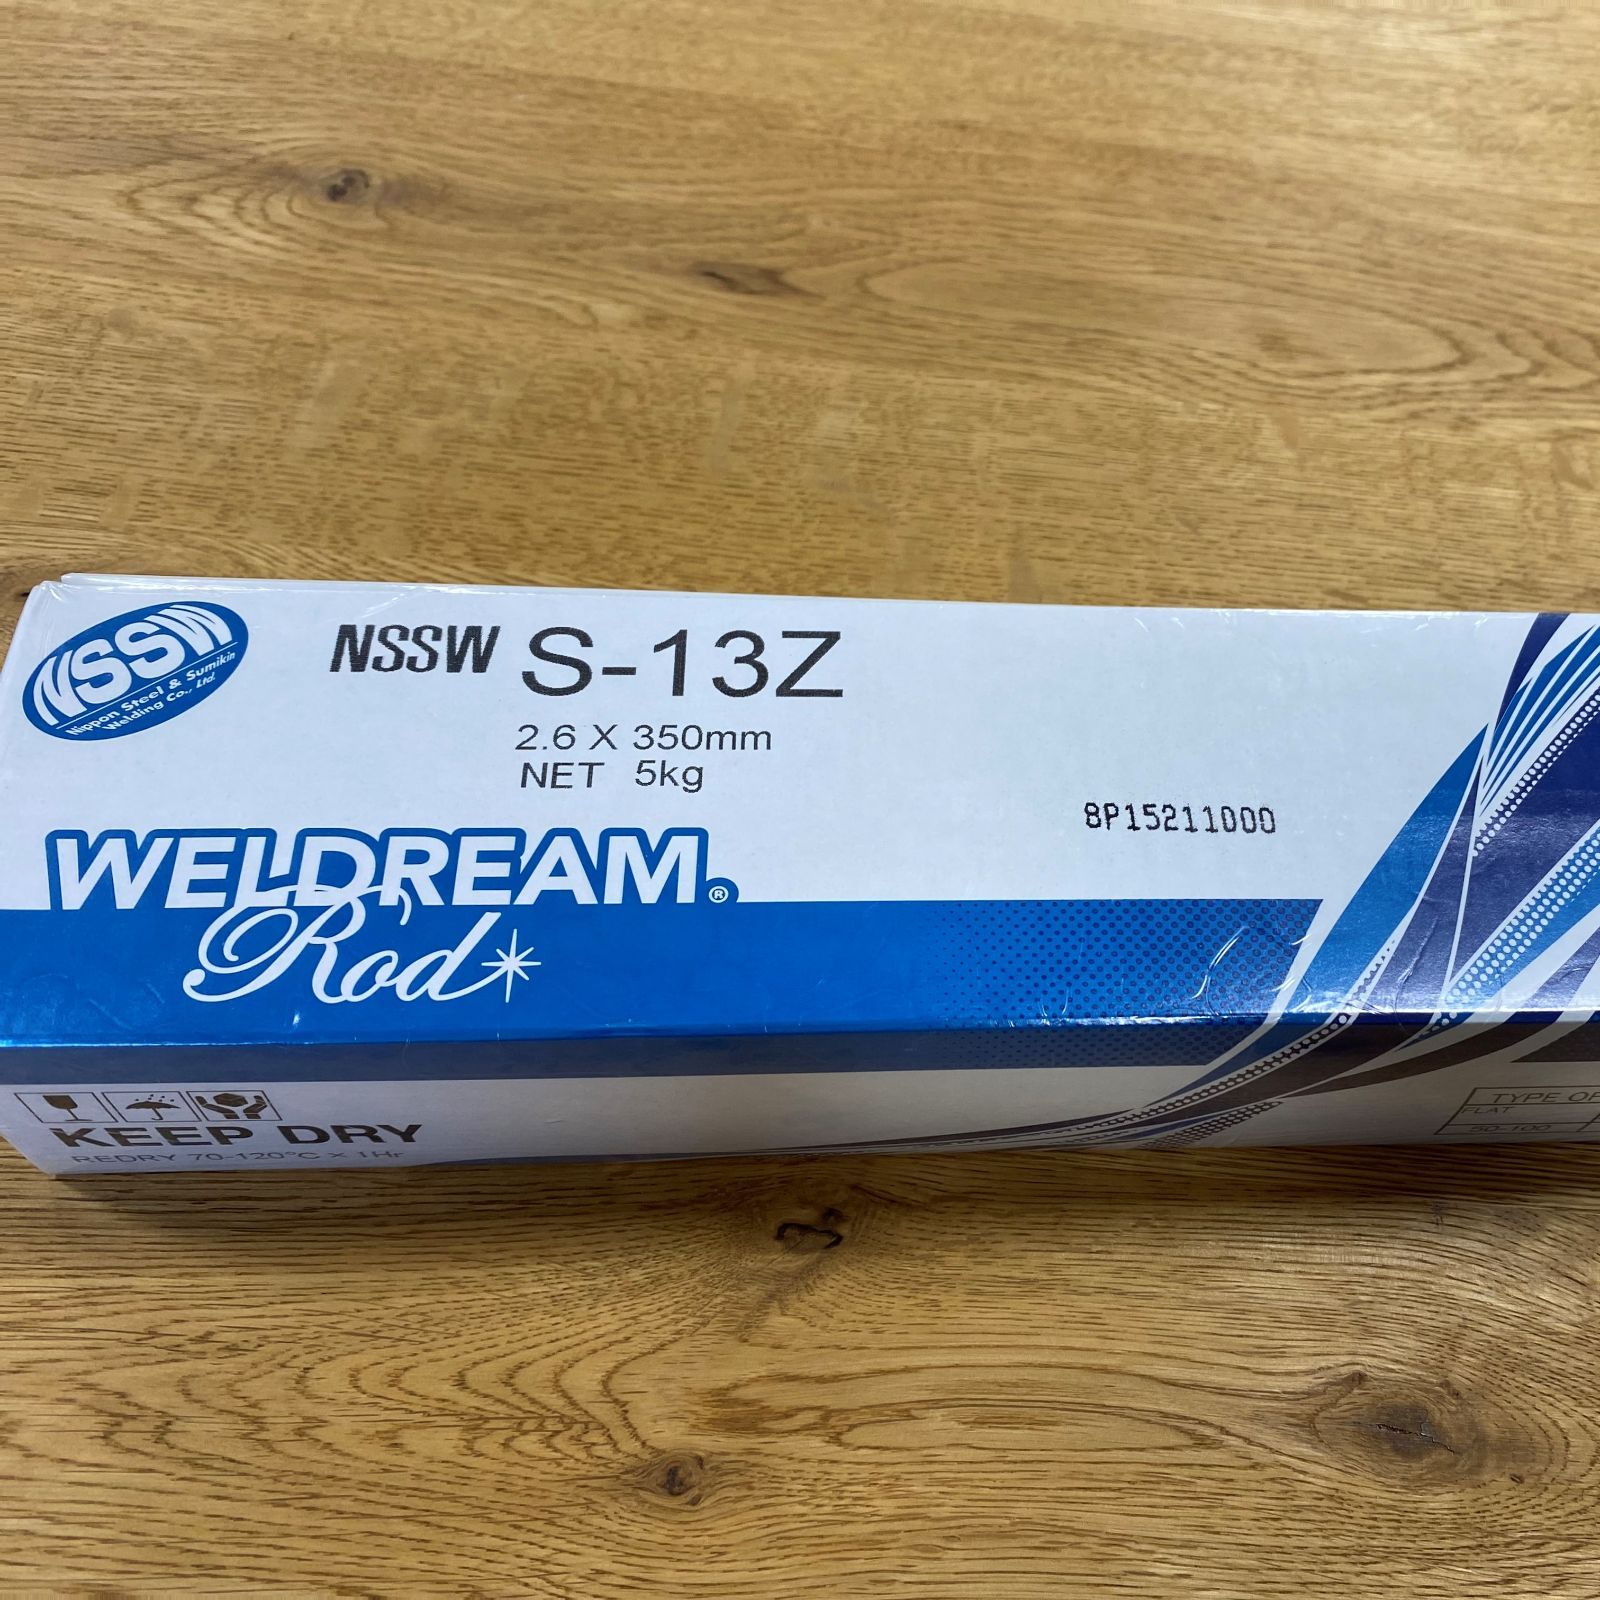 NSSW
Nippon Steel & Sumikin
Welding Co., Ltd.
NSSW S-13Z
2.6 X 350mm
NET 5kg
8P15211000
WELDREAM®
Rod
KEEP DRY
REDRY 70-120°C × 1Hr
TYPE OF
FLAT
50-100